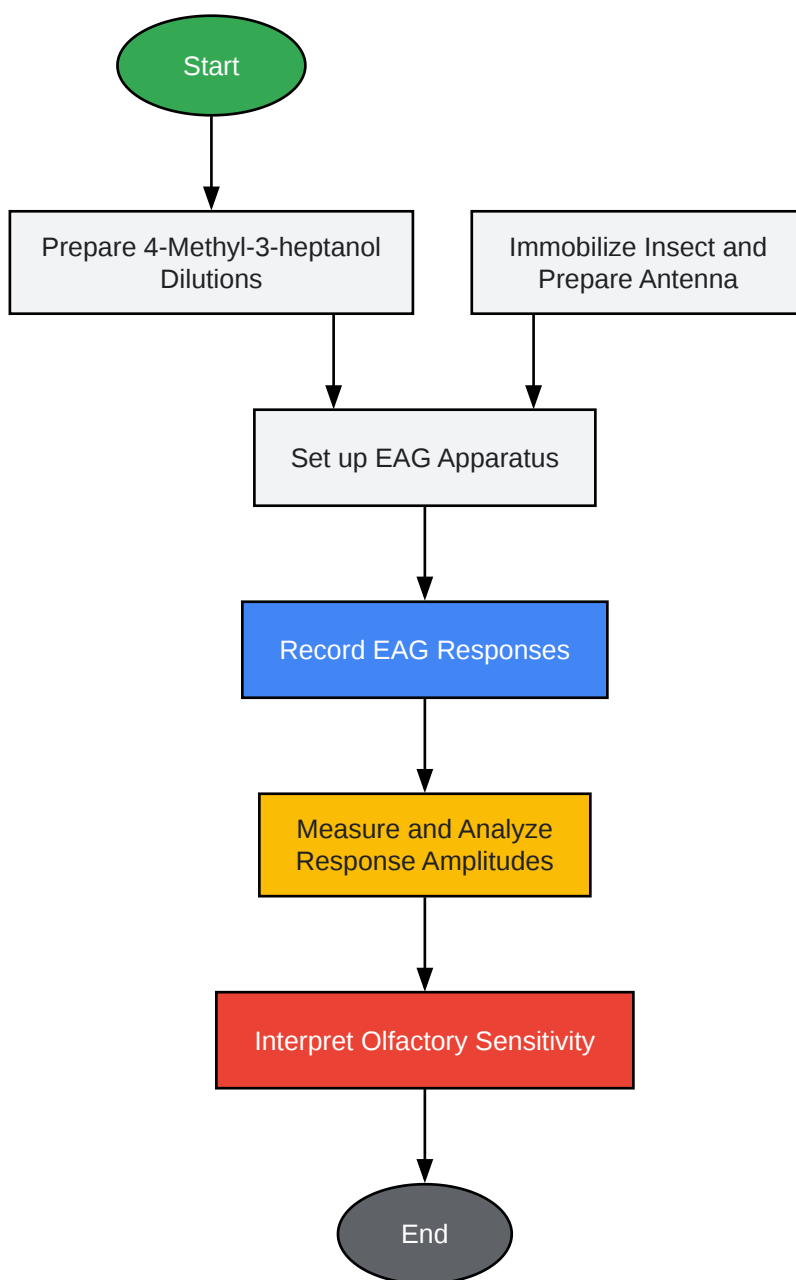 Start
Prepare 4-Methyl-3-heptanol
Dilutions
Immobilize Insect and
Prepare Antenna
Set up EAG Apparatus
Record EAG Responses
Measure and Analyze
Response Amplitudes
Interpret Olfactory Sensitivity
End